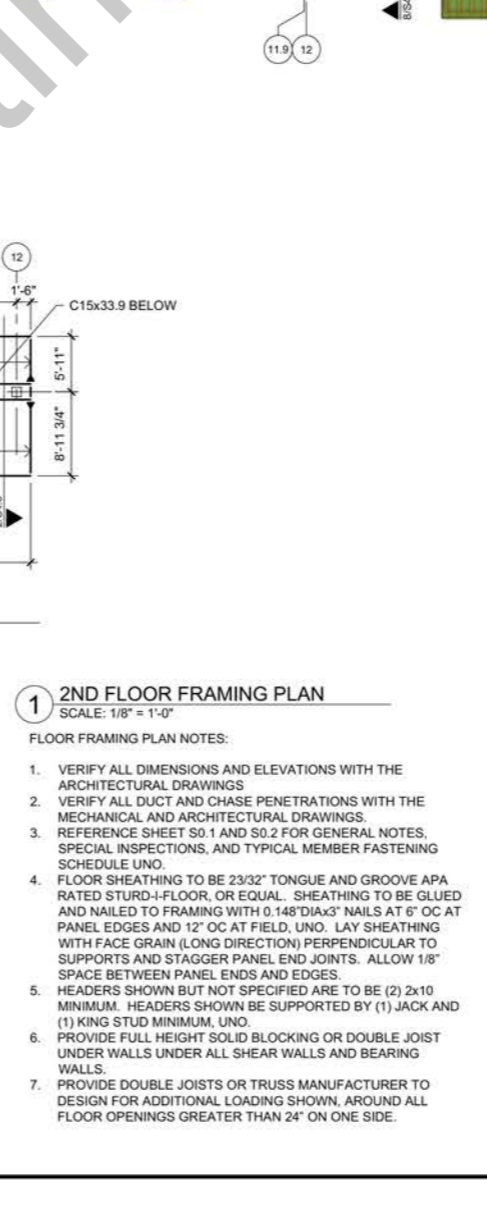 11.9 12
8/S4
12
1'-6"
C15x33.9 BELOW
5'-11"
8'-11 3/4"
1 2ND FLOOR FRAMING PLAN
SCALE: 1/8" = 1'-0"
FLOOR FRAMING PLAN NOTES:
1. VERIFY ALL DIMENSIONS AND ELEVATIONS WITH THE
ARCHITECTURAL DRAWINGS
2. VERIFY ALL DUCT AND CHASE PENETRATIONS WITH THE
MECHANICAL AND ARCHITECTURAL DRAWINGS.
3. REFERENCE SHEET S0.1 AND S0.2 FOR GENERAL NOTES,
SPECIAL INSPECTIONS, AND TYPICAL MEMBER FASTENING
SCHEDULE UNO.
4. FLOOR SHEATHING TO BE 23/32" TONGUE AND GROOVE APA
RATED STURD-I-FLOOR, OR EQUAL. SHEATHING TO BE GLUED
AND NAILED TO FRAMING WITH 0.148"DIAx3" NAILS AT 6" OC AT
PANEL EDGES AND 12" OC AT FIELD, UNO. LAY SHEATHING
WITH FACE GRAIN (LONG DIRECTION) PERPENDICULAR TO
SUPPORTS AND STAGGER PANEL END JOINTS. ALLOW 1/8"
SPACE BETWEEN PANEL ENDS AND EDGES.
5. HEADERS SHOWN BUT NOT SPECIFIED ARE TO BE (2) 2x10
MINIMUM. HEADERS SHOWN BE SUPPORTED BY (1) JACK AND
(1) KING STUD MINIMUM, UNO.
6. PROVIDE FULL HEIGHT SOLID BLOCKING OR DOUBLE JOIST
UNDER WALLS UNDER ALL SHEAR WALLS AND BEARING
WALLS.
7. PROVIDE DOUBLE JOISTS OR TRUSS MANUFACTURER TO
DESIGN FOR ADDITIONAL LOADING SHOWN, AROUND ALL
FLOOR OPENINGS GREATER THAN 24" ON ONE SIDE.